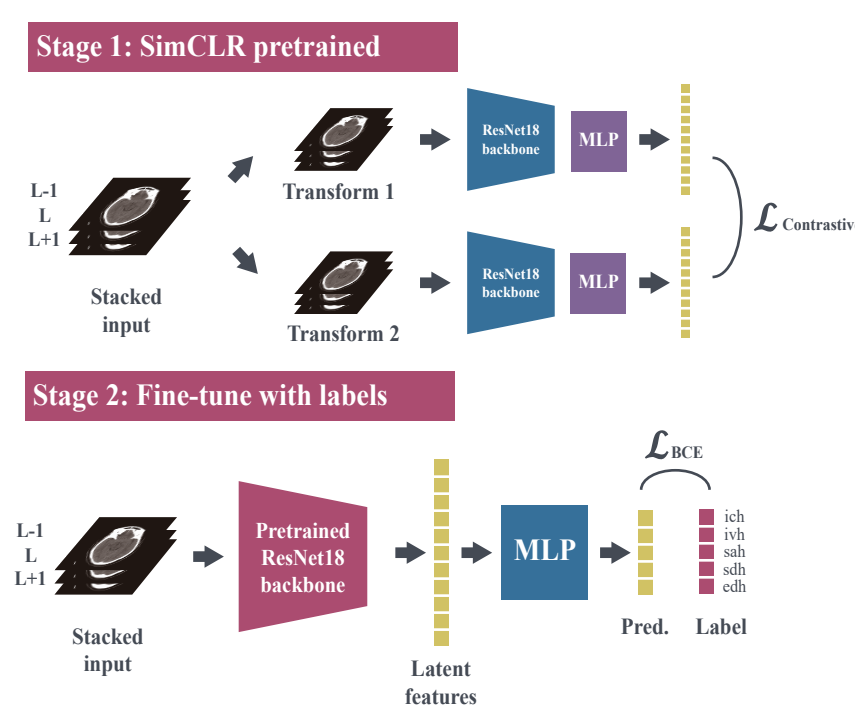 Stage 1: SimCLR pretrained
L-1
L
L+1
Stacked
input
Transform 1
Transform 2
ResNet18
backbone
MLP
ResNet18
backbone
MLP
ℒ Contrastiv
Stage 2: Fine-tune with labels
L-1
L
L+1
Stacked
input
Pretrained
ResNet18
backbone
Latent
features
MLP
ℒ BCE
ich
ivh
sah
sdh
edh
Pred.
Label